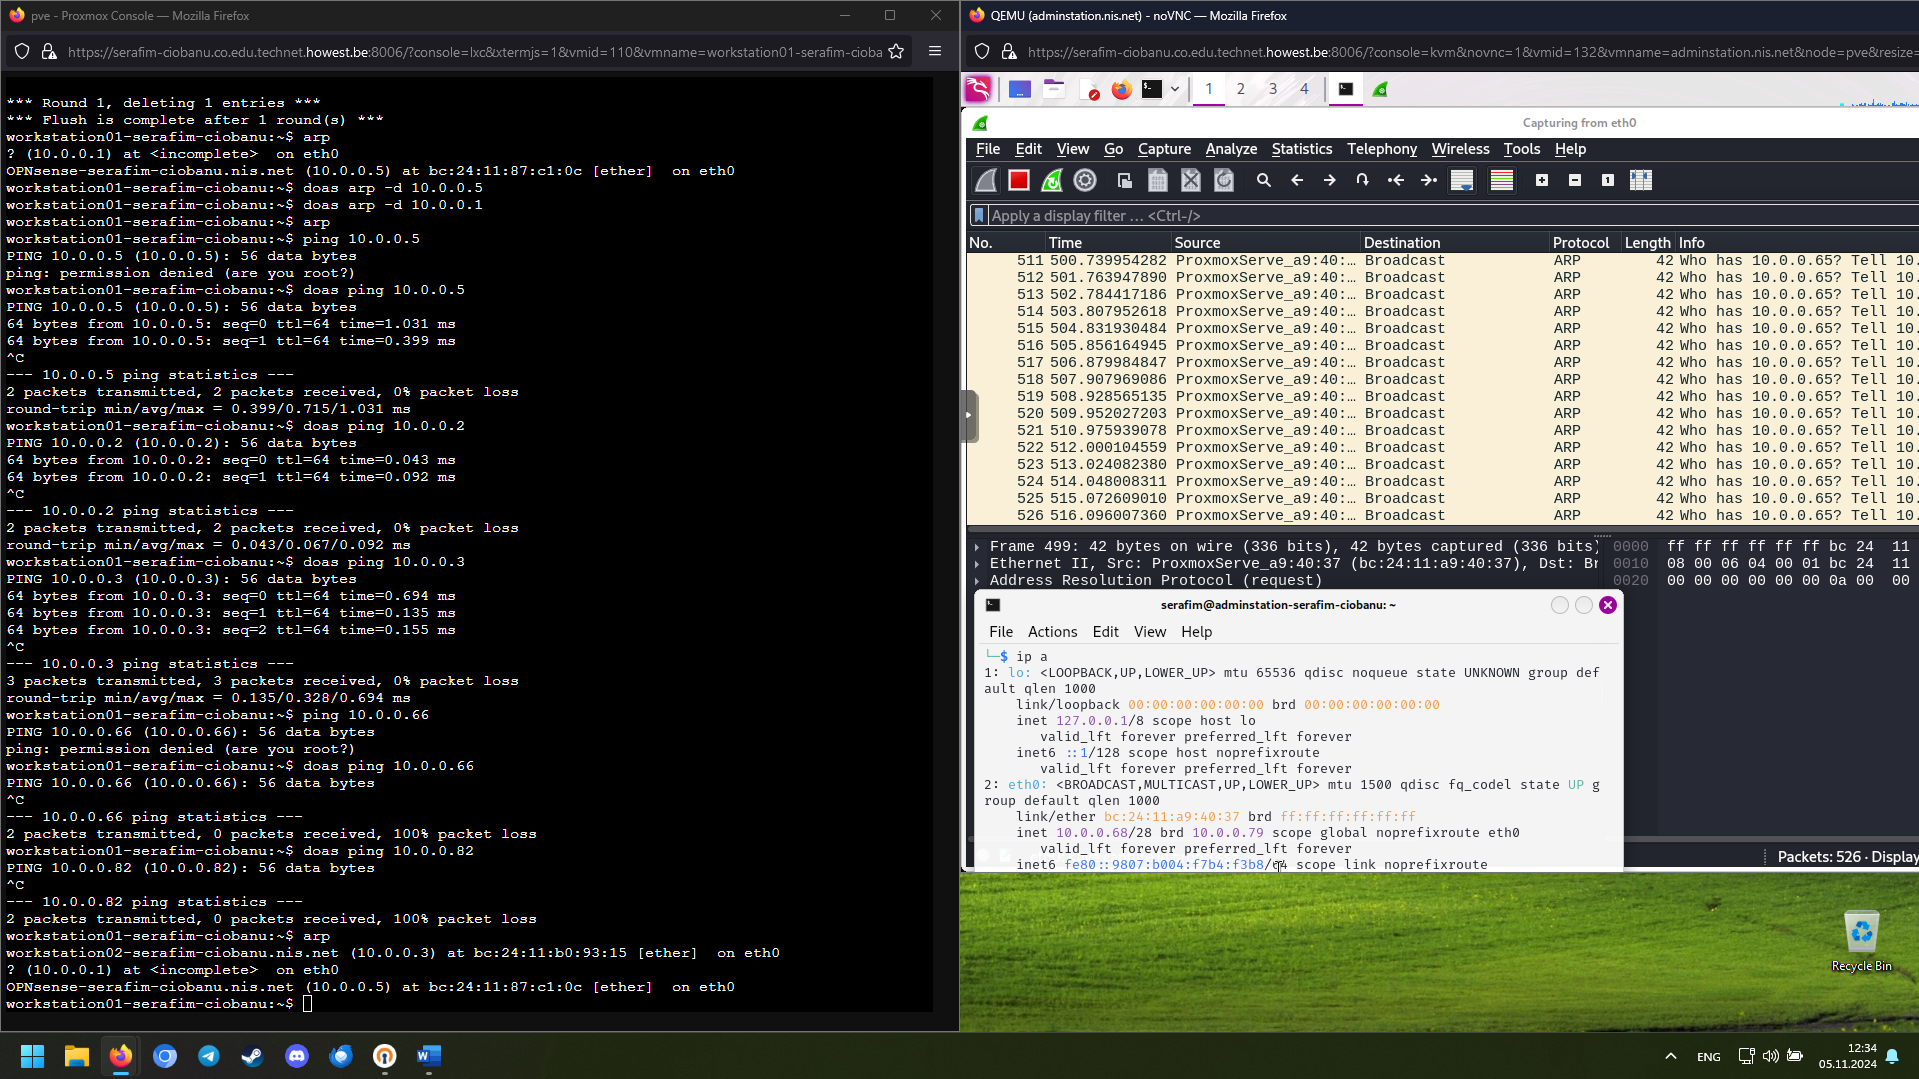 pve - Proxmox Console — Mozilla Firefox
https://serafim-ciobanu.co.edu.technet.howest.be:8006/?console=lxc&xtermjs=1&vmid=110&vmname=workstation01-serafim-cioba
*** Round 1, deleting 1 entries ***
*** Flush is complete after 1 round(s) ***
workstation01-serafim-ciobanu:~$ arp
? (10.0.0.1) at <incomplete>  on eth0
OPNsense-serafim-ciobanu.nis.net (10.0.0.5) at bc:24:11:87:c1:0c [ether]  on eth0
workstation01-serafim-ciobanu:~$ doas arp -d 10.0.0.5
workstation01-serafim-ciobanu:~$ doas arp -d 10.0.0.1
workstation01-serafim-ciobanu:~$ arp
workstation01-serafim-ciobanu:~$ ping 10.0.0.5
PING 10.0.0.5 (10.0.0.5): 56 data bytes
ping: permission denied (are you root?)
workstation01-serafim-ciobanu:~$ doas ping 10.0.0.5
PING 10.0.0.5 (10.0.0.5): 56 data bytes
64 bytes from 10.0.0.5: seq=0 ttl=64 time=1.031 ms
64 bytes from 10.0.0.5: seq=1 ttl=64 time=0.399 ms
^C
--- 10.0.0.5 ping statistics ---
2 packets transmitted, 2 packets received, 0% packet loss
round-trip min/avg/max = 0.399/0.715/1.031 ms
workstation01-serafim-ciobanu:~$ doas ping 10.0.0.2
PING 10.0.0.2 (10.0.0.2): 56 data bytes
64 bytes from 10.0.0.2: seq=0 ttl=64 time=0.043 ms
64 bytes from 10.0.0.2: seq=1 ttl=64 time=0.092 ms
^C
--- 10.0.0.2 ping statistics ---
2 packets transmitted, 2 packets received, 0% packet loss
round-trip min/avg/max = 0.043/0.067/0.092 ms
workstation01-serafim-ciobanu:~$ doas ping 10.0.0.3
PING 10.0.0.3 (10.0.0.3): 56 data bytes
64 bytes from 10.0.0.3: seq=0 ttl=64 time=0.694 ms
64 bytes from 10.0.0.3: seq=1 ttl=64 time=0.135 ms
64 bytes from 10.0.0.3: seq=2 ttl=64 time=0.155 ms
^C
--- 10.0.0.3 ping statistics ---
3 packets transmitted, 3 packets received, 0% packet loss
round-trip min/avg/max = 0.135/0.328/0.694 ms
workstation01-serafim-ciobanu:~$ ping 10.0.0.66
PING 10.0.0.66 (10.0.0.66): 56 data bytes
ping: permission denied (are you root?)
workstation01-serafim-ciobanu:~$ doas ping 10.0.0.66
PING 10.0.0.66 (10.0.0.66): 56 data bytes
^C
--- 10.0.0.66 ping statistics ---
2 packets transmitted, 0 packets received, 100% packet loss
workstation01-serafim-ciobanu:~$ doas ping 10.0.0.82
PING 10.0.0.82 (10.0.0.82): 56 data bytes
^C
--- 10.0.0.82 ping statistics ---
2 packets transmitted, 0 packets received, 100% packet loss
workstation01-serafim-ciobanu:~$ arp
workstation02-serafim-ciobanu.nis.net (10.0.0.3) at bc:24:11:b0:93:15 [ether]  on eth0
? (10.0.0.1) at <incomplete>  on eth0
OPNsense-serafim-ciobanu.nis.net (10.0.0.5) at bc:24:11:87:c1:0c [ether]  on eth0
workstation01-serafim-ciobanu:~$
QEMU (adminstation.nis.net) - noVNC — Mozilla Firefox
https://serafim-ciobanu.co.edu.technet.howest.be:8006/?console=kvm&novnc=1&vmid=132&vmname=adminstation.nis.net&node=pve&resize=
1 2 3 4
Capturing from eth0
File Edit View Go Capture Analyze Statistics Telephony Wireless Tools Help
Apply a display filter … <Ctrl-/>
No. Time Source Destination Protocol Length Info
511 500.739954282 ProxmoxServe_a9:40:… Broadcast ARP 42 Who has 10.0.0.65? Tell 10.
512 501.763947890 ProxmoxServe_a9:40:… Broadcast ARP 42 Who has 10.0.0.65? Tell 10.
513 502.784417186 ProxmoxServe_a9:40:… Broadcast ARP 42 Who has 10.0.0.65? Tell 10.
514 503.807952618 ProxmoxServe_a9:40:… Broadcast ARP 42 Who has 10.0.0.65? Tell 10.
515 504.831930484 ProxmoxServe_a9:40:… Broadcast ARP 42 Who has 10.0.0.65? Tell 10.
516 505.856164945 ProxmoxServe_a9:40:… Broadcast ARP 42 Who has 10.0.0.65? Tell 10.
517 506.879984847 ProxmoxServe_a9:40:… Broadcast ARP 42 Who has 10.0.0.65? Tell 10.
518 507.907969086 ProxmoxServe_a9:40:… Broadcast ARP 42 Who has 10.0.0.65? Tell 10.
519 508.928565135 ProxmoxServe_a9:40:… Broadcast ARP 42 Who has 10.0.0.65? Tell 10.
520 509.952027203 ProxmoxServe_a9:40:… Broadcast ARP 42 Who has 10.0.0.65? Tell 10.
521 510.975939078 ProxmoxServe_a9:40:… Broadcast ARP 42 Who has 10.0.0.65? Tell 10.
522 512.000104559 ProxmoxServe_a9:40:… Broadcast ARP 42 Who has 10.0.0.65? Tell 10.
523 513.024082380 ProxmoxServe_a9:40:… Broadcast ARP 42 Who has 10.0.0.65? Tell 10.
524 514.048008311 ProxmoxServe_a9:40:… Broadcast ARP 42 Who has 10.0.0.65? Tell 10.
525 515.072609010 ProxmoxServe_a9:40:… Broadcast ARP 42 Who has 10.0.0.65? Tell 10.
526 516.096007360 ProxmoxServe_a9:40:… Broadcast ARP 42 Who has 10.0.0.65? Tell 10.
Frame 499: 42 bytes on wire (336 bits), 42 bytes captured (336 bits)
Ethernet II, Src: ProxmoxServe_a9:40:37 (bc:24:11:a9:40:37), Dst: Br
Address Resolution Protocol (request)
0000 ff ff ff ff ff ff bc 24 11
0010 08 00 06 04 00 01 bc 24 11
0020 00 00 00 00 00 00 0a 00 00
serafim@adminstation-serafim-ciobanu: ~
File Actions Edit View Help
└─$ ip a
1: lo: <LOOPBACK,UP,LOWER_UP> mtu 65536 qdisc noqueue state UNKNOWN group def
ault qlen 1000
link/loopback 00:00:00:00:00:00 brd 00:00:00:00:00:00
inet 127.0.0.1/8 scope host lo
valid_lft forever preferred_lft forever
inet6 ::1/128 scope host noprefixroute
valid_lft forever preferred_lft forever
2: eth0: <BROADCAST,MULTICAST,UP,LOWER_UP> mtu 1500 qdisc fq_codel state UP g
roup default qlen 1000
link/ether bc:24:11:a9:40:37 brd ff:ff:ff:ff:ff:ff
inet 10.0.0.68/28 brd 10.0.0.79 scope global noprefixroute eth0
valid_lft forever preferred_lft forever
inet6 fe80::9807:b004:f7b4:f3b8/64 scope link noprefixroute
Packets: 526 · Display
Recycle Bin
ENG
12:34
05.11.2024